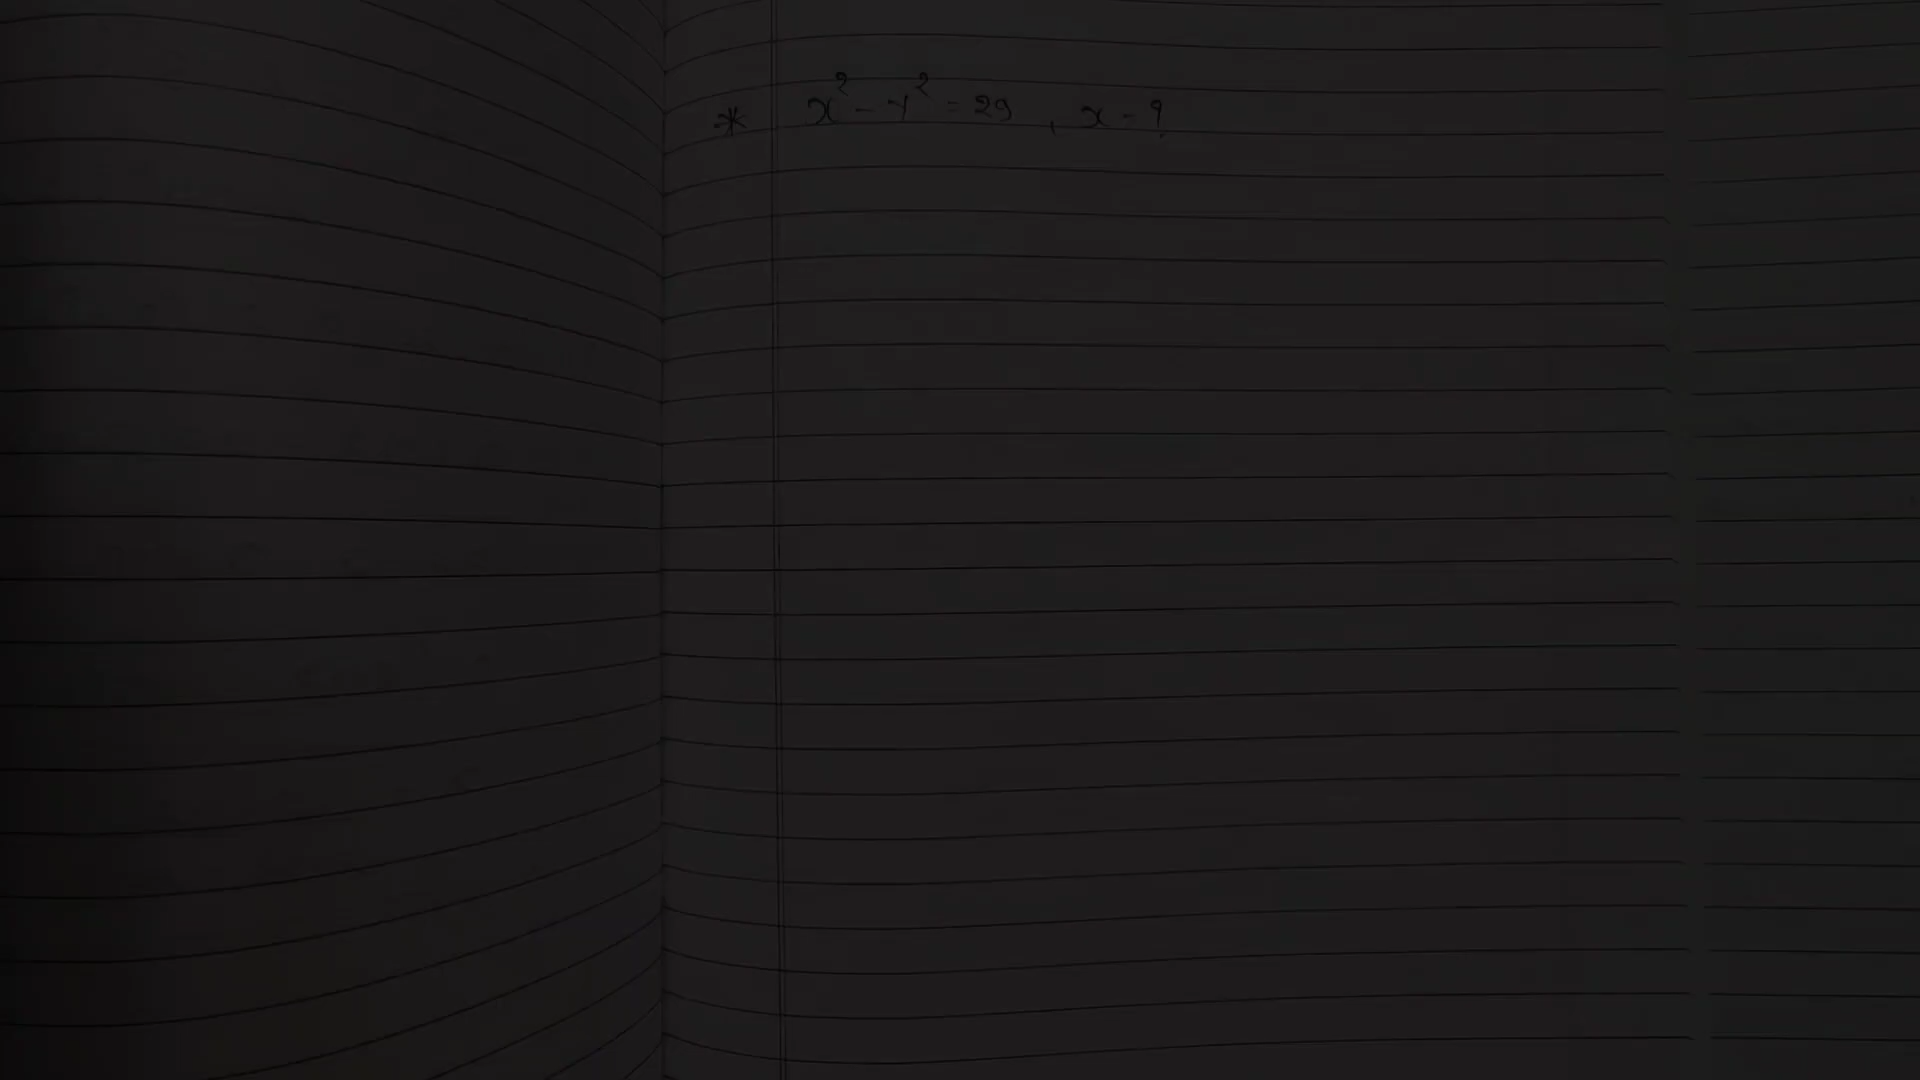 * x² - y² = 29, x - ?